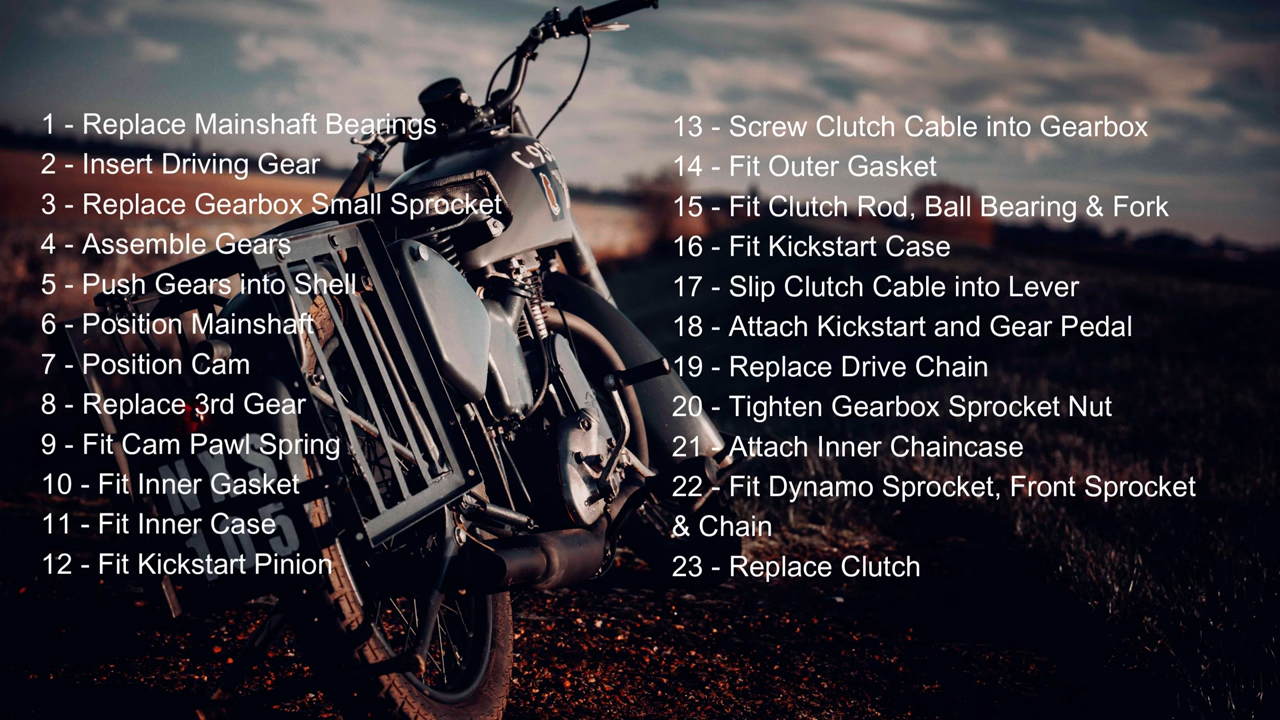 1 - Replace Mainshaft Bearings
2 - Insert Driving Gear
3 - Replace Gearbox Small Sprocket
4 - Assemble Gears
5 - Push Gears into Shell
6 - Position Mainshaft
7 - Position Cam
8 - Replace 3rd Gear
9 - Fit Cam Pawl Spring
10 - Fit Inner Gasket
11 - Fit Inner Case
12 - Fit Kickstart Pinion
13 - Screw Clutch Cable into Gearbox
14 - Fit Outer Gasket
15 - Fit Clutch Rod, Ball Bearing & Fork
16 - Fit Kickstart Case
17 - Slip Clutch Cable into Lever
18 - Attach Kickstart and Gear Pedal
19 - Replace Drive Chain
20 - Tighten Gearbox Sprocket Nut
21 - Attach Inner Chaincase
22 - Fit Dynamo Sprocket, Front Sprocket
& Chain
23 - Replace Clutch